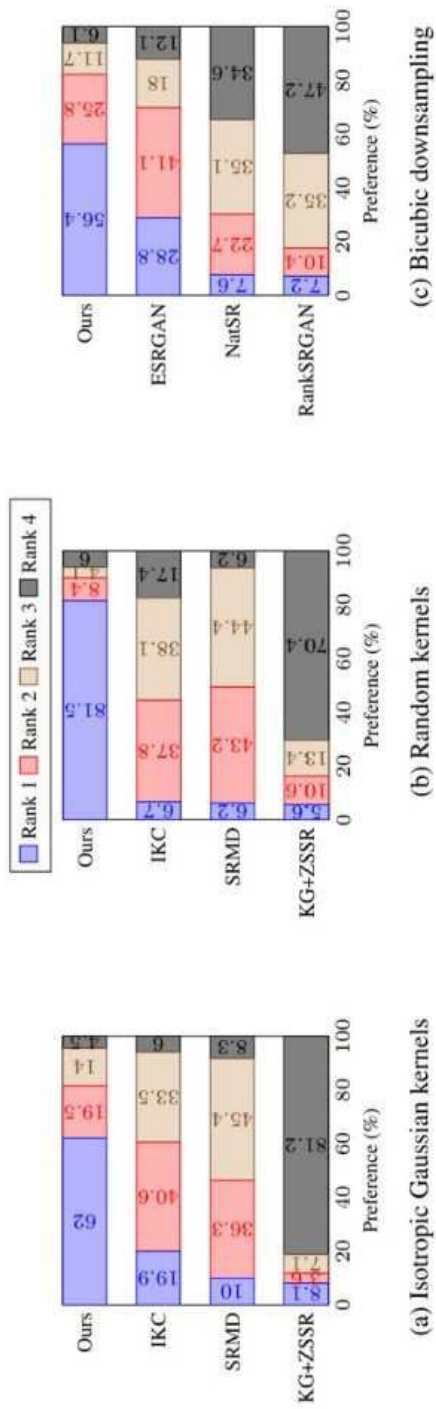 Rank 1 Rank 2 Rank 3 Rank 4
Ours 62 19.5 14 4.5
IKC 19.9 40.6 33.5 6
SRMD 10 36.3 45.4 8.3
KG+ZSSR 8.1 3.6 7.1 81.2
0 20 40 60 80 100
Preference (%)
(a) Isotropic Gaussian kernels
Ours 81.5 8.4 4.1 6
IKC 6.7 37.8 38.1 17.4
SRMD 6.2 43.2 44.4 6.2
KG+ZSSR 5.6 10.6 13.4 70.4
0 20 40 60 80 100
Preference (%)
(b) Random kernels
Ours 56.4 25.8 11.7 6.1
ESRGAN 28.8 41.1 18 12.1
NatSR 7.6 22.7 35.1 34.6
RankSRGAN 7.2 10.4 35.2 47.2
0 20 40 60 80 100
Preference (%)
(c) Bicubic downsampling